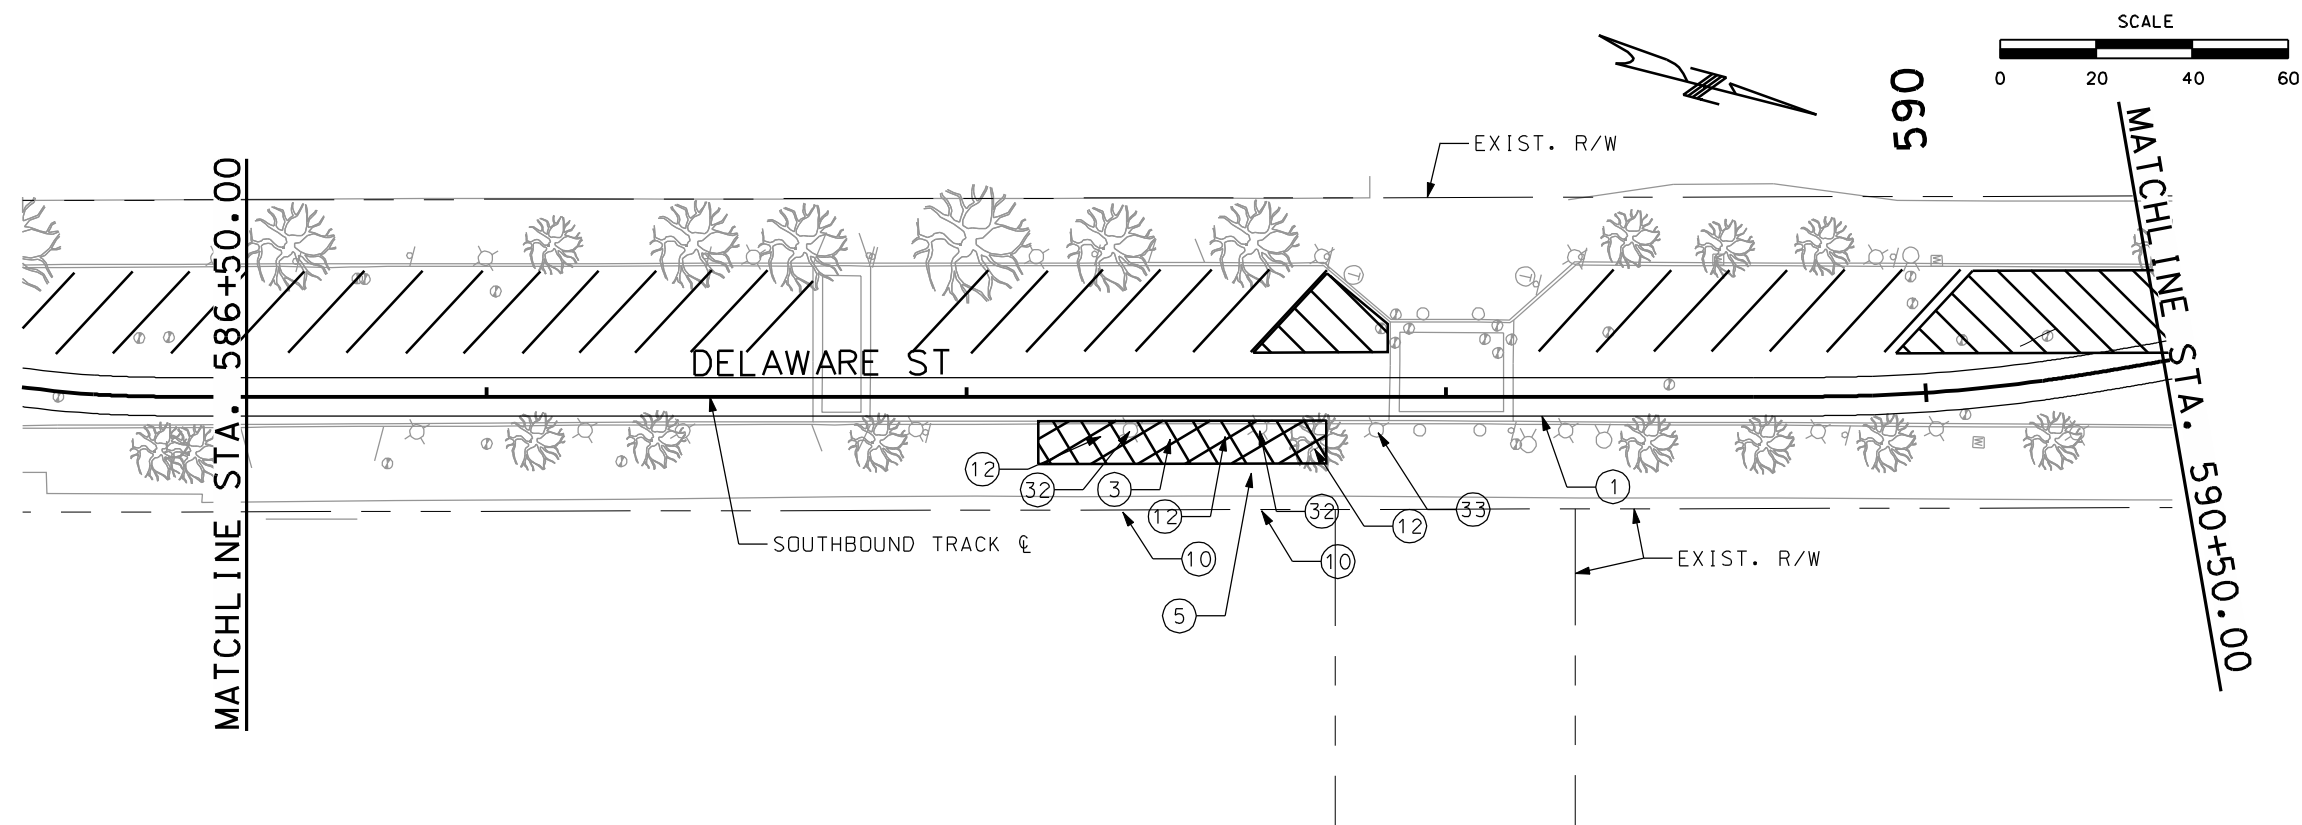 SCALE
0 20 40 60
590
EXIST. R/W
MATCHLINE STA. 586+50.00
MATCHLINE STA. 590+50.00
DELAWARE ST
12
32
3
12
32
12
33
1
SOUTHBOUND TRACK ℄
10
10
EXIST. R/W
5